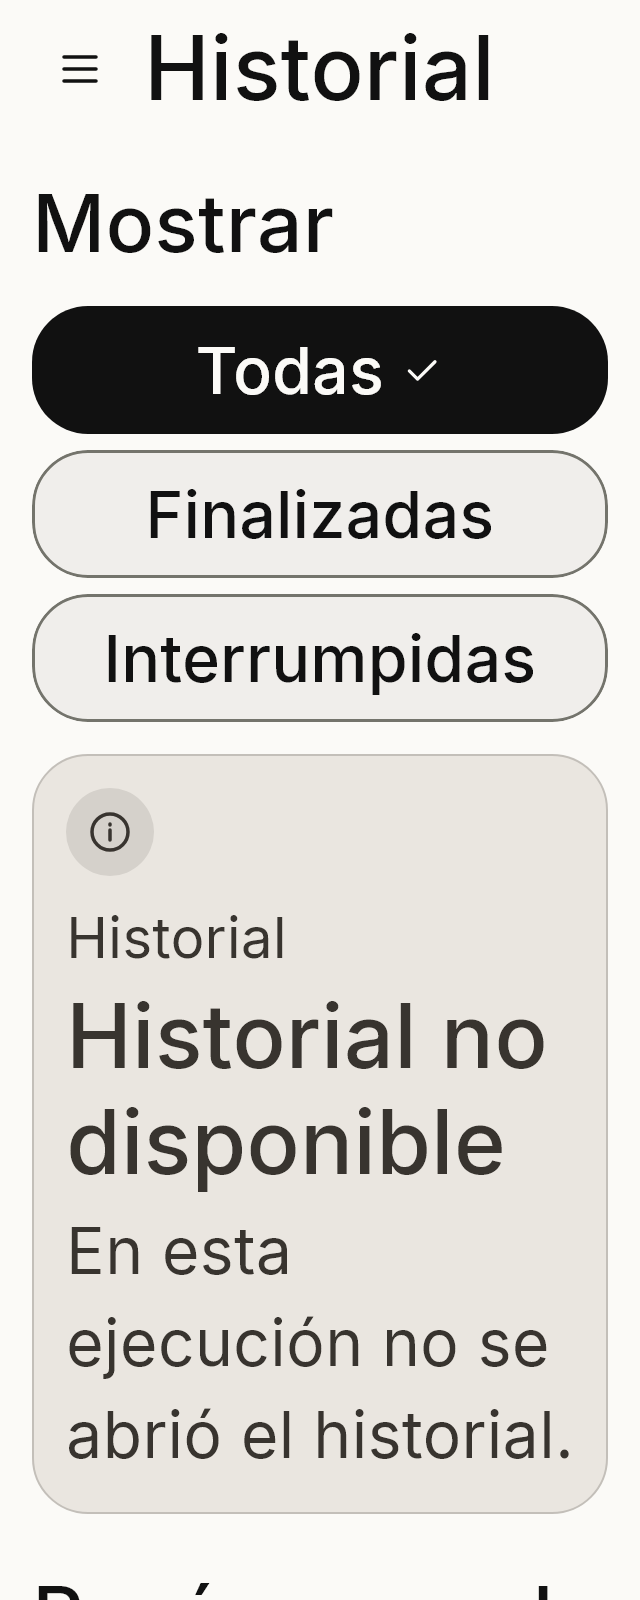 Historial
Mostrar
Todas
Finalizadas
Interrumpidas
Historial
Historial no
disponible
En esta
ejecución no se
abrió el historial.